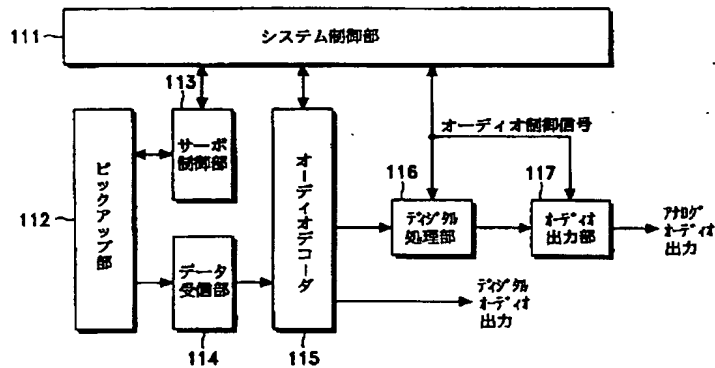 111
システム制御部
113
サーボ
制御部
オーディオ制御信号
116
117
112
ピックアップ部
オーディオデコーダ
ディジタル
処理部
オーディオ
出力部
アナログ
オーディオ
出力
データ
受信部
ディジタル
オーディオ
出力
114
115